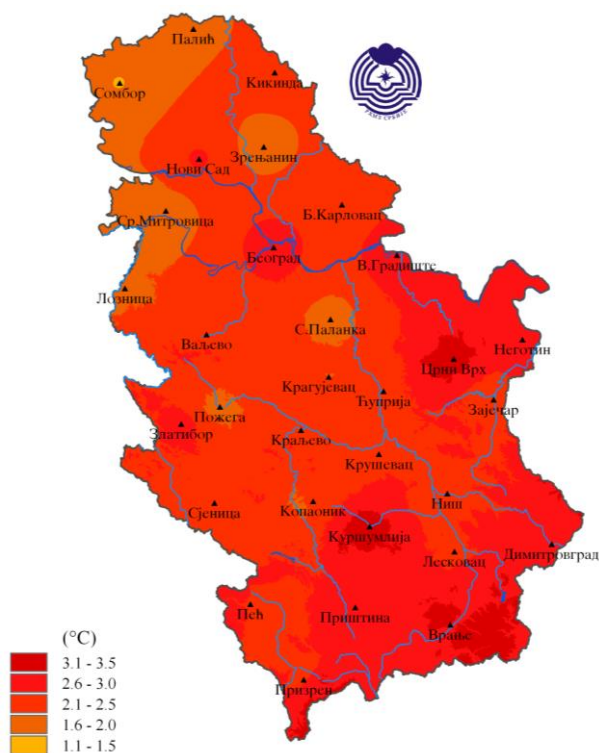 Палић
Кикинда
Сомбор
Зрењанин
Нови Сад
Ср.Митровица
Б.Карловац
Београд
В.Градиште
Лозница
С.Паланка
Ваљево
Неготин
Црни Врх
Крагујевац
Ћуприја
Зајечар
Пожега
Златибор
Краљево
Крушевац
Ниш
Сјеница
Копаоник
Куршумлија
Лесковац
Димитровград
Пећ
Приштина
Врање
Призрен
(°C)
3.1 - 3.5
2.6 - 3.0
2.1 - 2.5
1.6 - 2.0
1.1 - 1.5